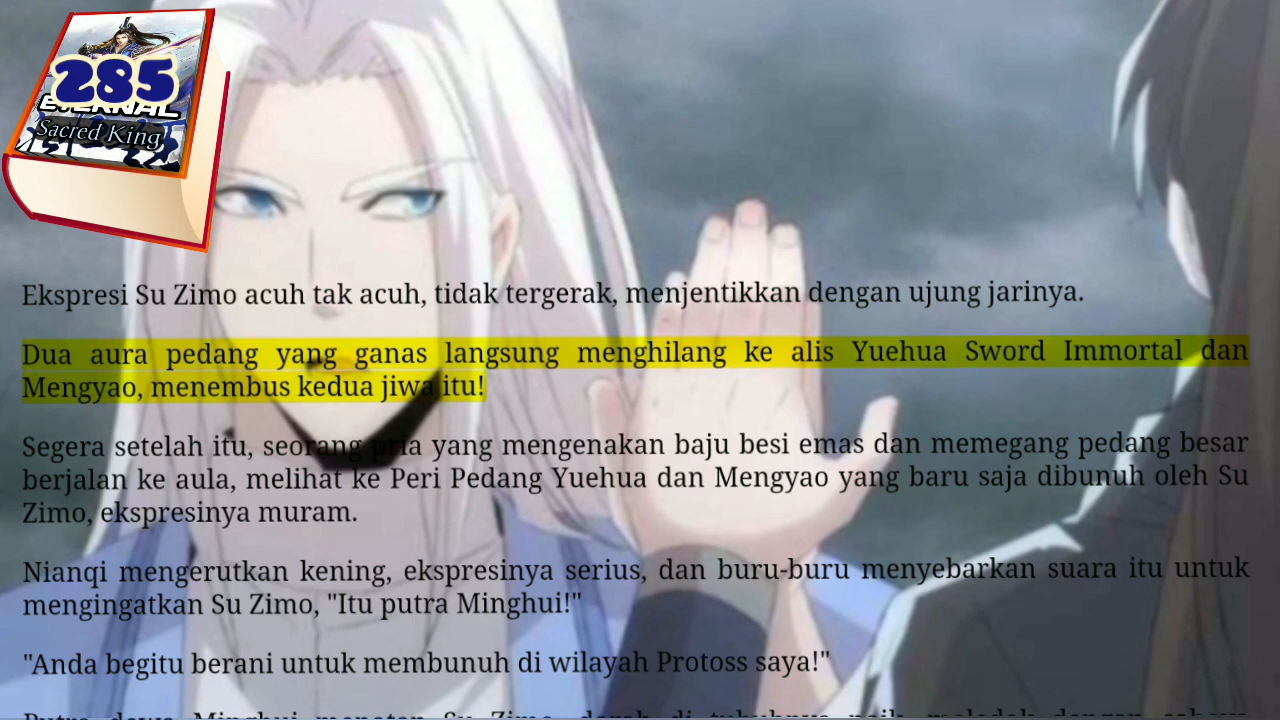 285
ETERNAL
Sacred King
Ekspresi Su Zimo acuh tak acuh, tidak tergerak, menjentikkan dengan ujung jarinya.
Dua aura pedang yang ganas langsung menghilang ke alis Yuehua Sword Immortal dan
Mengyao, menembus kedua jiwa itu!
Segera setelah itu, seorang pria yang mengenakan baju besi emas dan memegang pedang besar
berjalan ke aula, melihat ke Peri Pedang Yuehua dan Mengyao yang baru saja dibunuh oleh Su
Zimo, ekspresinya muram.
Nianqi mengerutkan kening, ekspresinya serius, dan buru-buru menyebarkan suara itu untuk
mengingatkan Su Zimo, "Itu putra Minghui!"
"Anda begitu berani untuk membunuh di wilayah Protoss saya!"